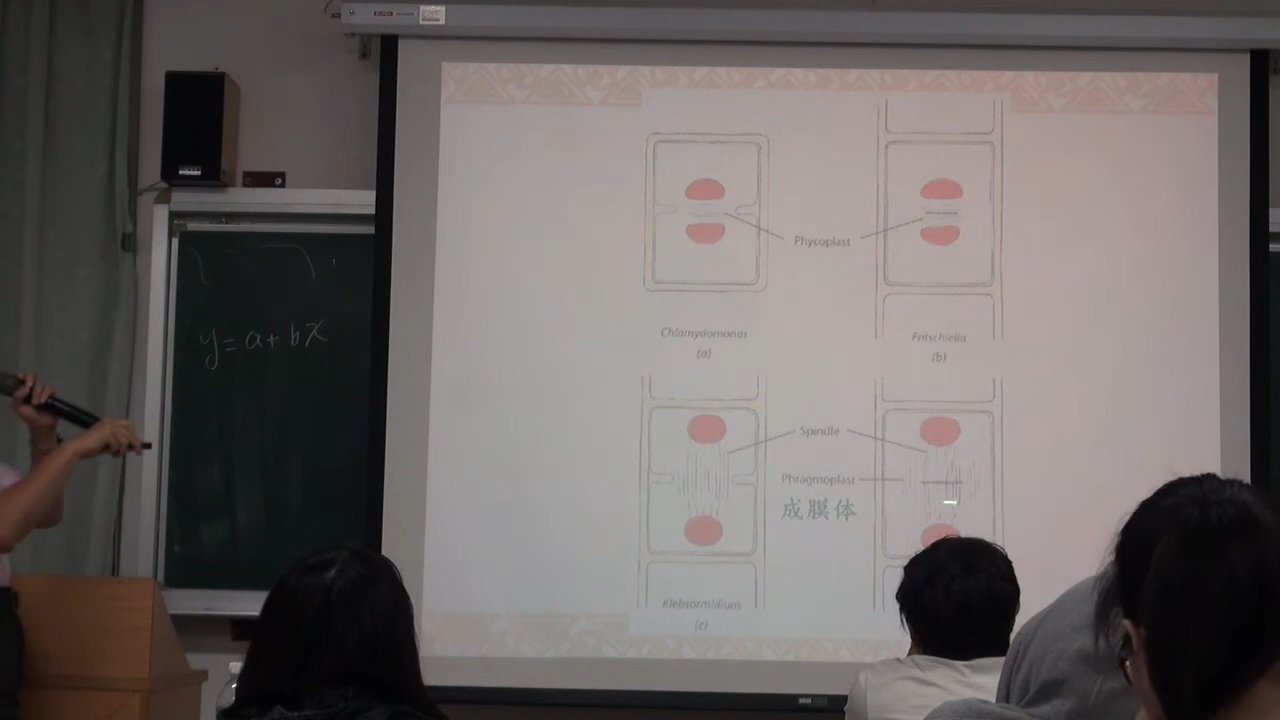 y=a+bx
Phycoplast
Chlamydomonas
(a)
Fritschiella
(b)
Spindle
Phragmoplast
成膜体
Klebsormidium
(c)